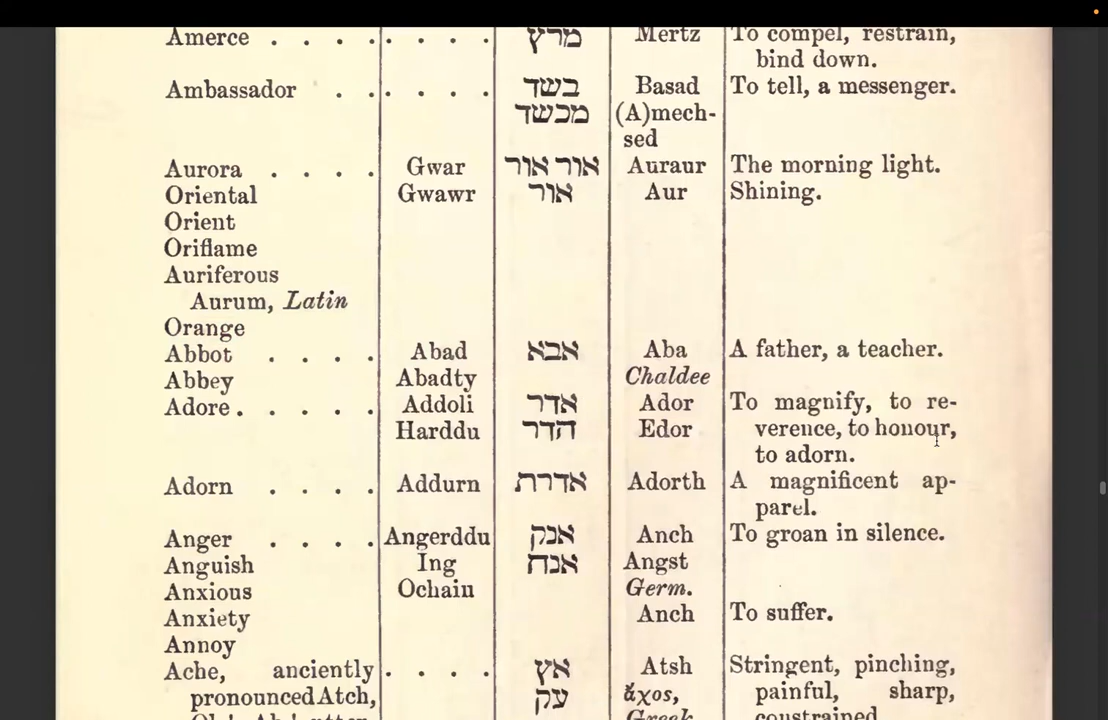 Amerce . . . . . . . . . מרץ Mertz To compel, restrain,
bind down.
Ambassador . . . . . . בשד Basad To tell, a messenger.
מכשד (A)mech-
sed
Aurora . . . . Gwar אור אור Auraur The morning light.
Oriental Gwawr אור Aur Shining.
Orient
Oriflame
Auriferous
Aurum, Latin
Orange
Abbot . . . . Abad אבא Aba A father, a teacher.
Abbey Abadty Chaldee
Adore . . . . Addoli אדר Ador To magnify, to re-
Harddu הדר Edor verence, to honour,
to adorn.
Adorn . . . . Addurn אדרת Adorth A magnificent ap-
parel.
Anger . . . . Angerddu אנק Anch To groan in silence.
Anguish Ing אנח Angst
Anxious Ochain Germ.
Anxiety Anch To suffer.
Annoy
Ache, anciently . . . . אץ Atsh Stringent, pinching,
pronounced Atch, עק ἄχος, painful, sharp,
Greek constrained